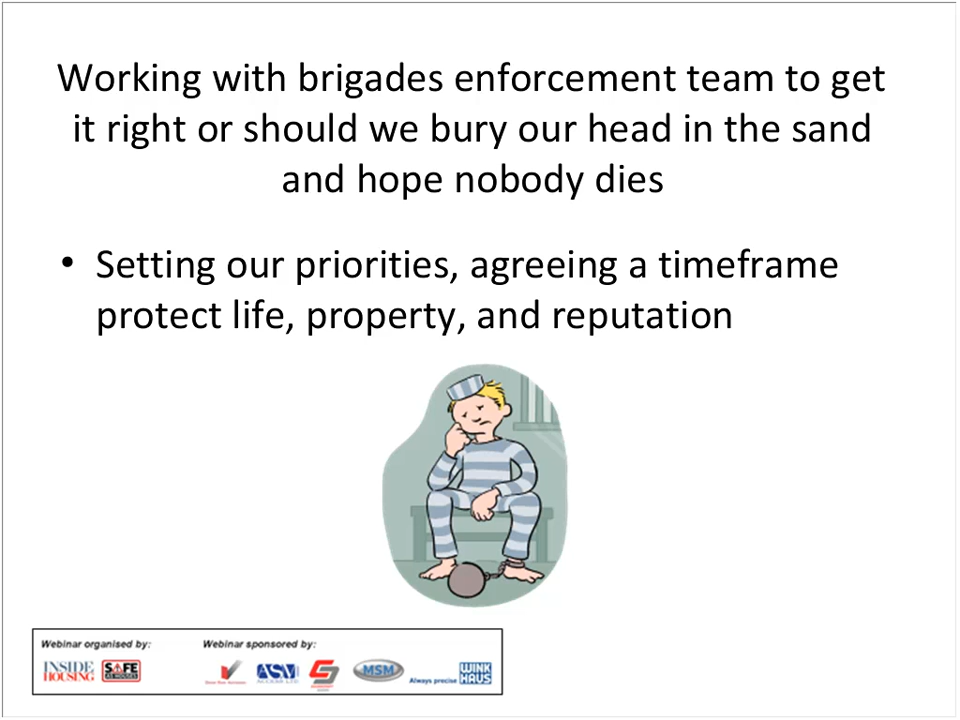 Working with brigades enforcement team to get
it right or should we bury our head in the sand
and hope nobody dies
• Setting our priorities, agreeing a timeframe
protect life, property, and reputation
Webinar organised by:
Webinar sponsored by:
INSIDE
HOUSING
SAFE
AS HOUSES
ASM
MSM
Always precise
WINK
HAUS